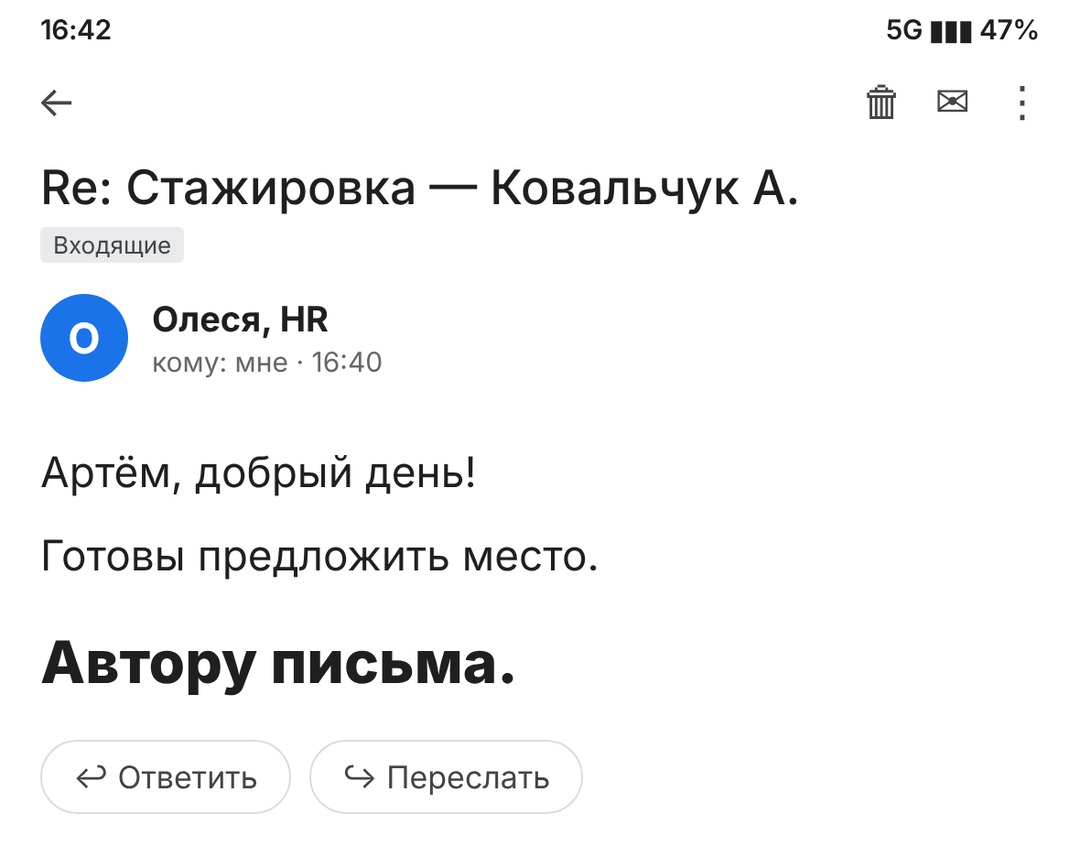 16:42 5G 47%
Re: Стажировка — Ковальчук А.
Входящие
О
Олеся, HR
кому: мне · 16:40
Артём, добрый день!
Готовы предложить место.
Автору письма.
Ответить Переслать